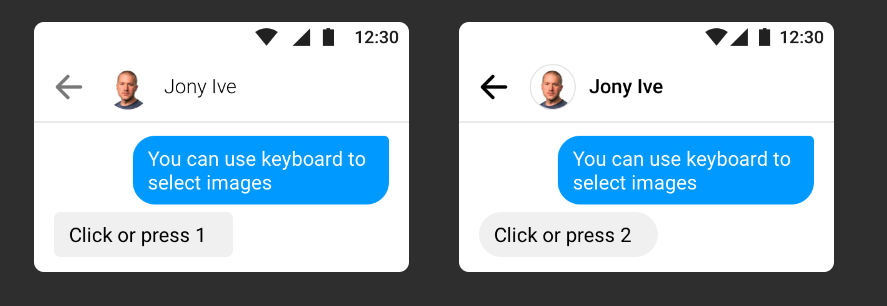 12:30
Jony Ive
You can use keyboard to
select images
Click or press 1
12:30
Jony Ive
You can use keyboard to
select images
Click or press 2